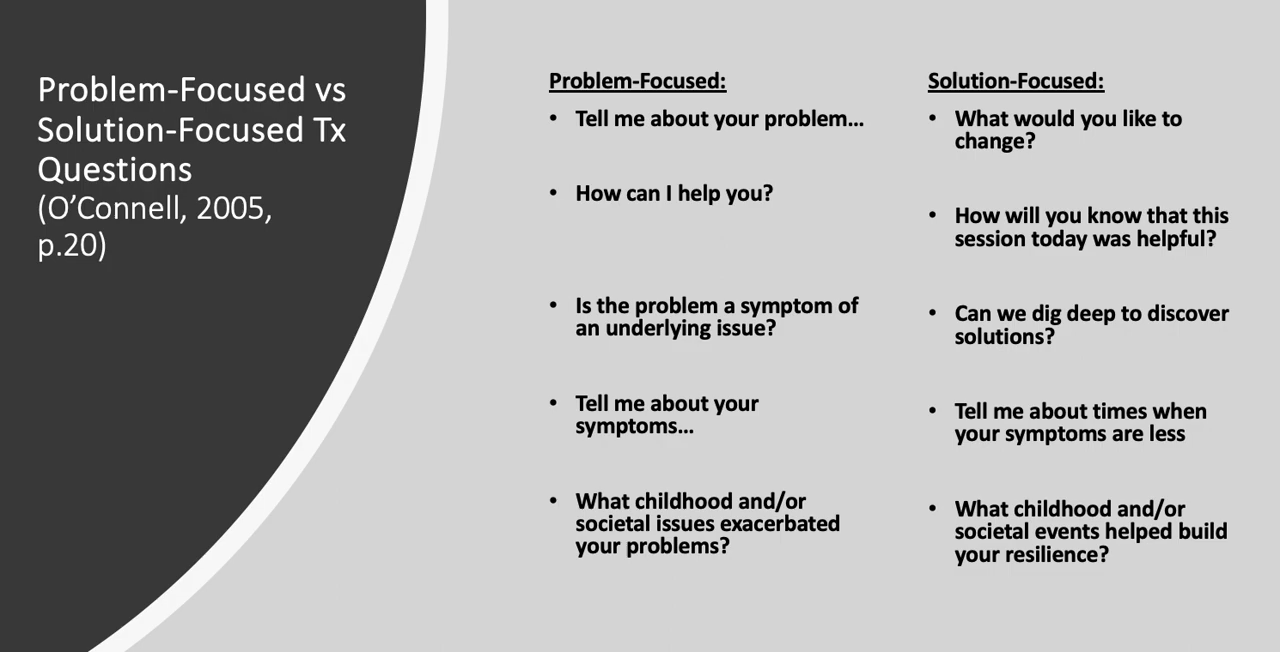 Problem-Focused vs
Solution-Focused Tx
Questions
(O’Connell, 2005,
p.20)
Problem-Focused:
• Tell me about your problem...
• How can I help you?
• Is the problem a symptom of
an underlying issue?
• Tell me about your
symptoms...
• What childhood and/or
societal issues exacerbated
your problems?
Solution-Focused:
• What would you like to
change?
• How will you know that this
session today was helpful?
• Can we dig deep to discover
solutions?
• Tell me about times when
your symptoms are less
• What childhood and/or
societal events helped build
your resilience?